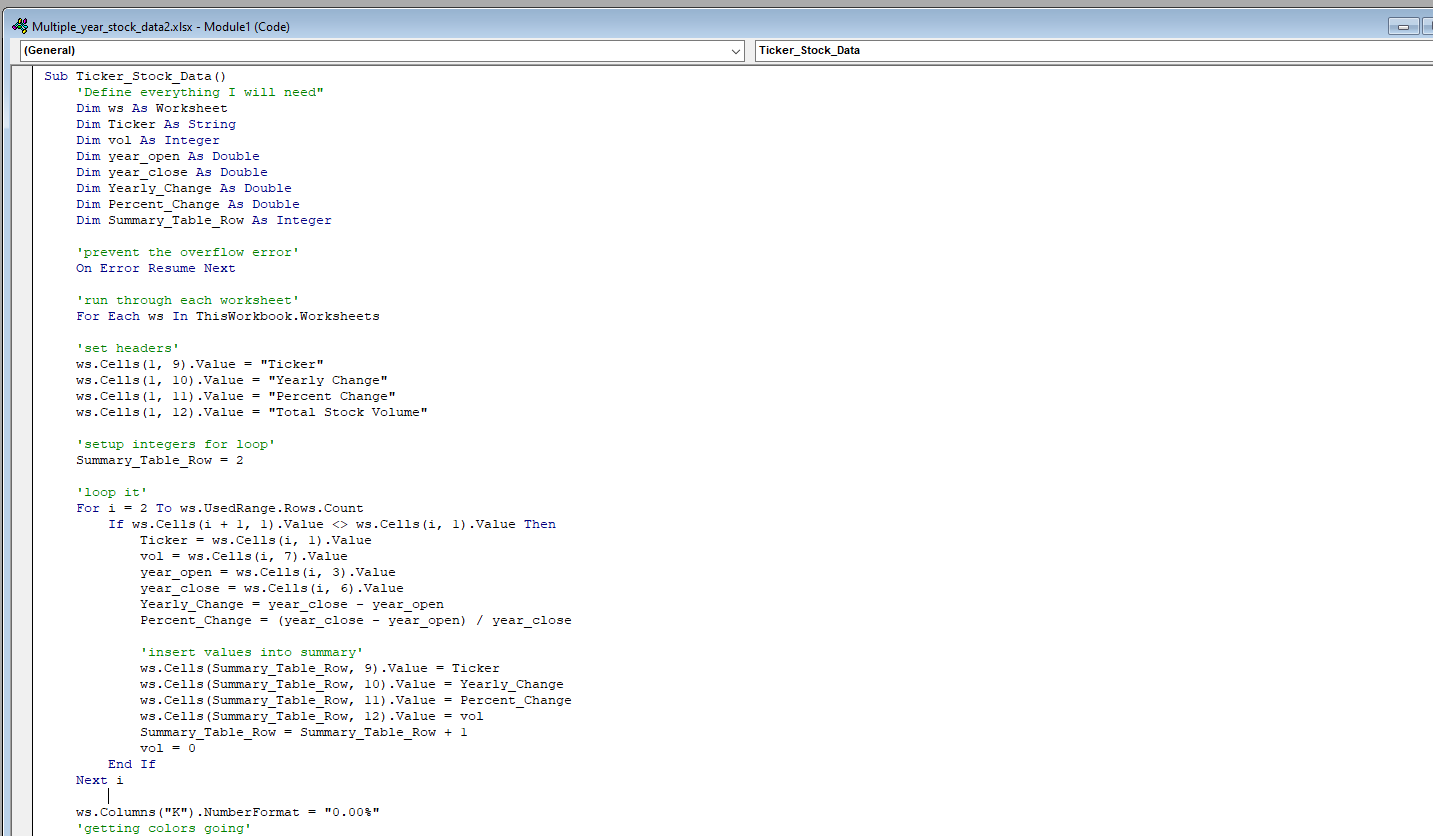 Multiple_year_stock_data2.xlsx - Module1 (Code)
(General)
Ticker_Stock_Data
Sub Ticker_Stock_Data()
'Define everything I will need"
Dim ws As Worksheet
Dim Ticker As String
Dim vol As Integer
Dim year_open As Double
Dim year_close As Double
Dim Yearly_Change As Double
Dim Percent_Change As Double
Dim Summary_Table_Row As Integer
'prevent the overflow error'
On Error Resume Next
'run through each worksheet'
For Each ws In ThisWorkbook.Worksheets
'set headers'
ws.Cells(1, 9).Value = "Ticker"
ws.Cells(1, 10).Value = "Yearly Change"
ws.Cells(1, 11).Value = "Percent Change"
ws.Cells(1, 12).Value = "Total Stock Volume"
'setup integers for loop'
Summary_Table_Row = 2
'loop it'
For i = 2 To ws.UsedRange.Rows.Count
If ws.Cells(i + 1, 1).Value <> ws.Cells(i, 1).Value Then
Ticker = ws.Cells(i, 1).Value
vol = ws.Cells(i, 7).Value
year_open = ws.Cells(i, 3).Value
year_close = ws.Cells(i, 6).Value
Yearly_Change = year_close - year_open
Percent_Change = (year_close - year_open) / year_close
'insert values into summary'
ws.Cells(Summary_Table_Row, 9).Value = Ticker
ws.Cells(Summary_Table_Row, 10).Value = Yearly_Change
ws.Cells(Summary_Table_Row, 11).Value = Percent_Change
ws.Cells(Summary_Table_Row, 12).Value = vol
Summary_Table_Row = Summary_Table_Row + 1
vol = 0
End If
Next i
ws.Columns("K").NumberFormat = "0.00%"
'getting colors going'